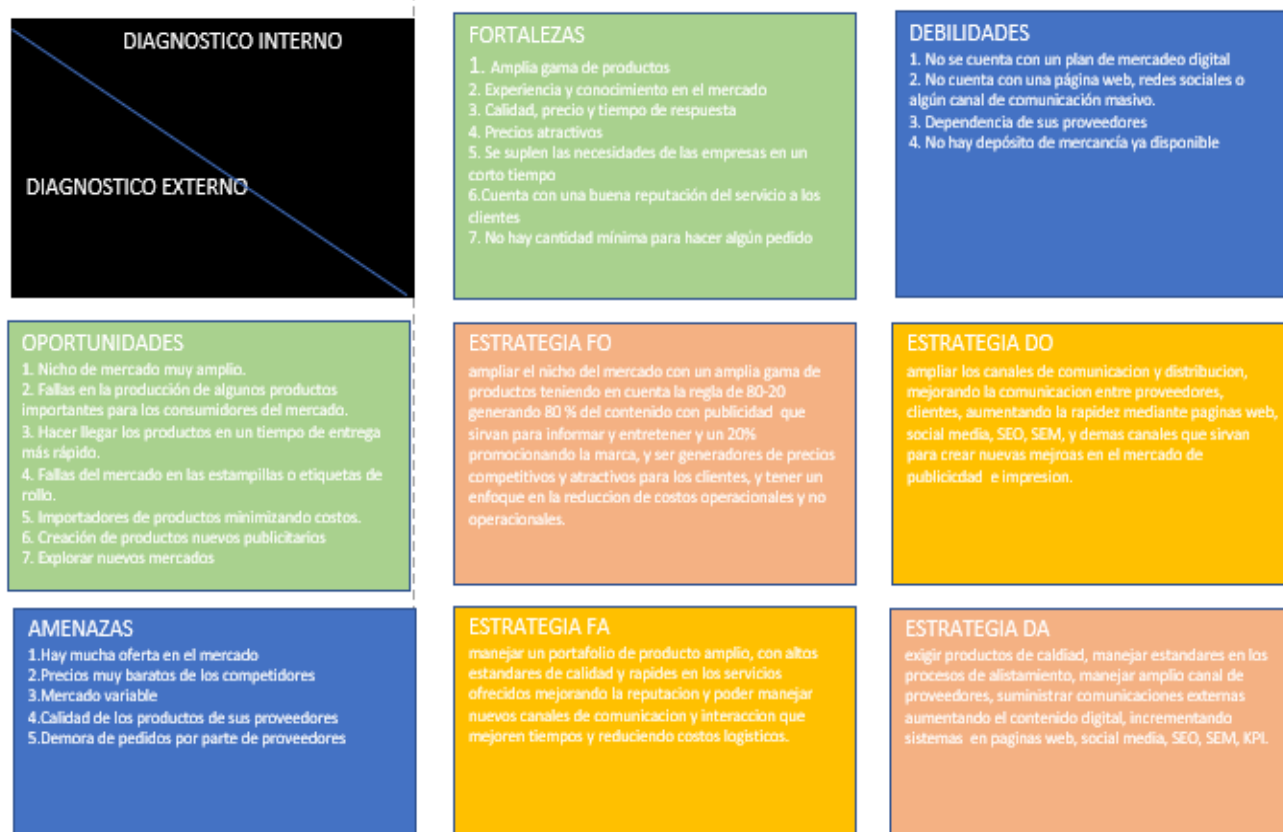 DIAGNOSTICO INTERNO
DIAGNOSTICO EXTERNO
FORTALEZAS
1. Amplia gama de productos
2. Experiencia y conocimiento en el mercado
3. Calidad, precio y tiempo de respuesta
4. Precios atractivos
5. Se suplen las necesidades de las empresas en un
corto tiempo
6.Cuenta con una buena reputación del servicio a los
clientes
7. No hay cantidad mínima para hacer algún pedido
DEBILIDADES
1. No se cuenta con un plan de mercadeo digital
2. No cuenta con una página web, redes sociales o
algún canal de comunicación masivo.
3. Dependencia de sus proveedores
4. No hay depósito de mercancía ya disponible
OPORTUNIDADES
1. Nicho de mercado muy amplio.
2. Fallas en la producción de algunos productos
importantes para los consumidores del mercado.
3. Hacer llegar los productos en un tiempo de entrega
más rápido.
4. Fallas del mercado en las estampillas o etiquetas de
rollo.
5. Importadores de productos minimizando costos.
6. Creación de productos nuevos publicitarios
7. Explorar nuevos mercados
ESTRATEGIA FO
ampliar el nicho del mercado con un amplia gama de
productos teniendo en cuenta la regla de 80-20
generando 80 % del contenido con publicidad que
sirvan para informar y entretener y un 20%
promocionando la marca, y ser generadores de precios
competitivos y atractivos para los clientes, y tener un
enfoque en la reduccion de costos operacionales y no
operacionales.
ESTRATEGIA DO
ampliar los canales de comunicacion y distribucion,
mejorando la comunicacion entre proveedores,
clientes, aumentando la rapidez mediante paginas web,
social media, SEO, SEM, y demas canales que sirvan
para crear nuevas mejroas en el mercado de
publicicdad e impresion.
AMENAZAS
1.Hay mucha oferta en el mercado
2.Precios muy baratos de los competidores
3.Mercado variable
4.Calidad de los productos de sus proveedores
5.Demora de pedidos por parte de proveedores
ESTRATEGIA FA
manejar un portafolio de producto amplio, con altos
estandares de calidad y rapides en los servicios
ofrecidos mejorando la reputacion y poder manejar
nuevos canales de comunicacion y interaccion que
mejoren tiempos y reduciendo costos logisticos.
ESTRATEGIA DA
exigir productos de caldiad, manejar estandares en los
procesos de alistamiento, manejar amplio canal de
proveedores, suministrar comunicaciones externas
aumentando el contenido digital, incrementando
sistemas en paginas web, social media, SEO, SEM, KPI.